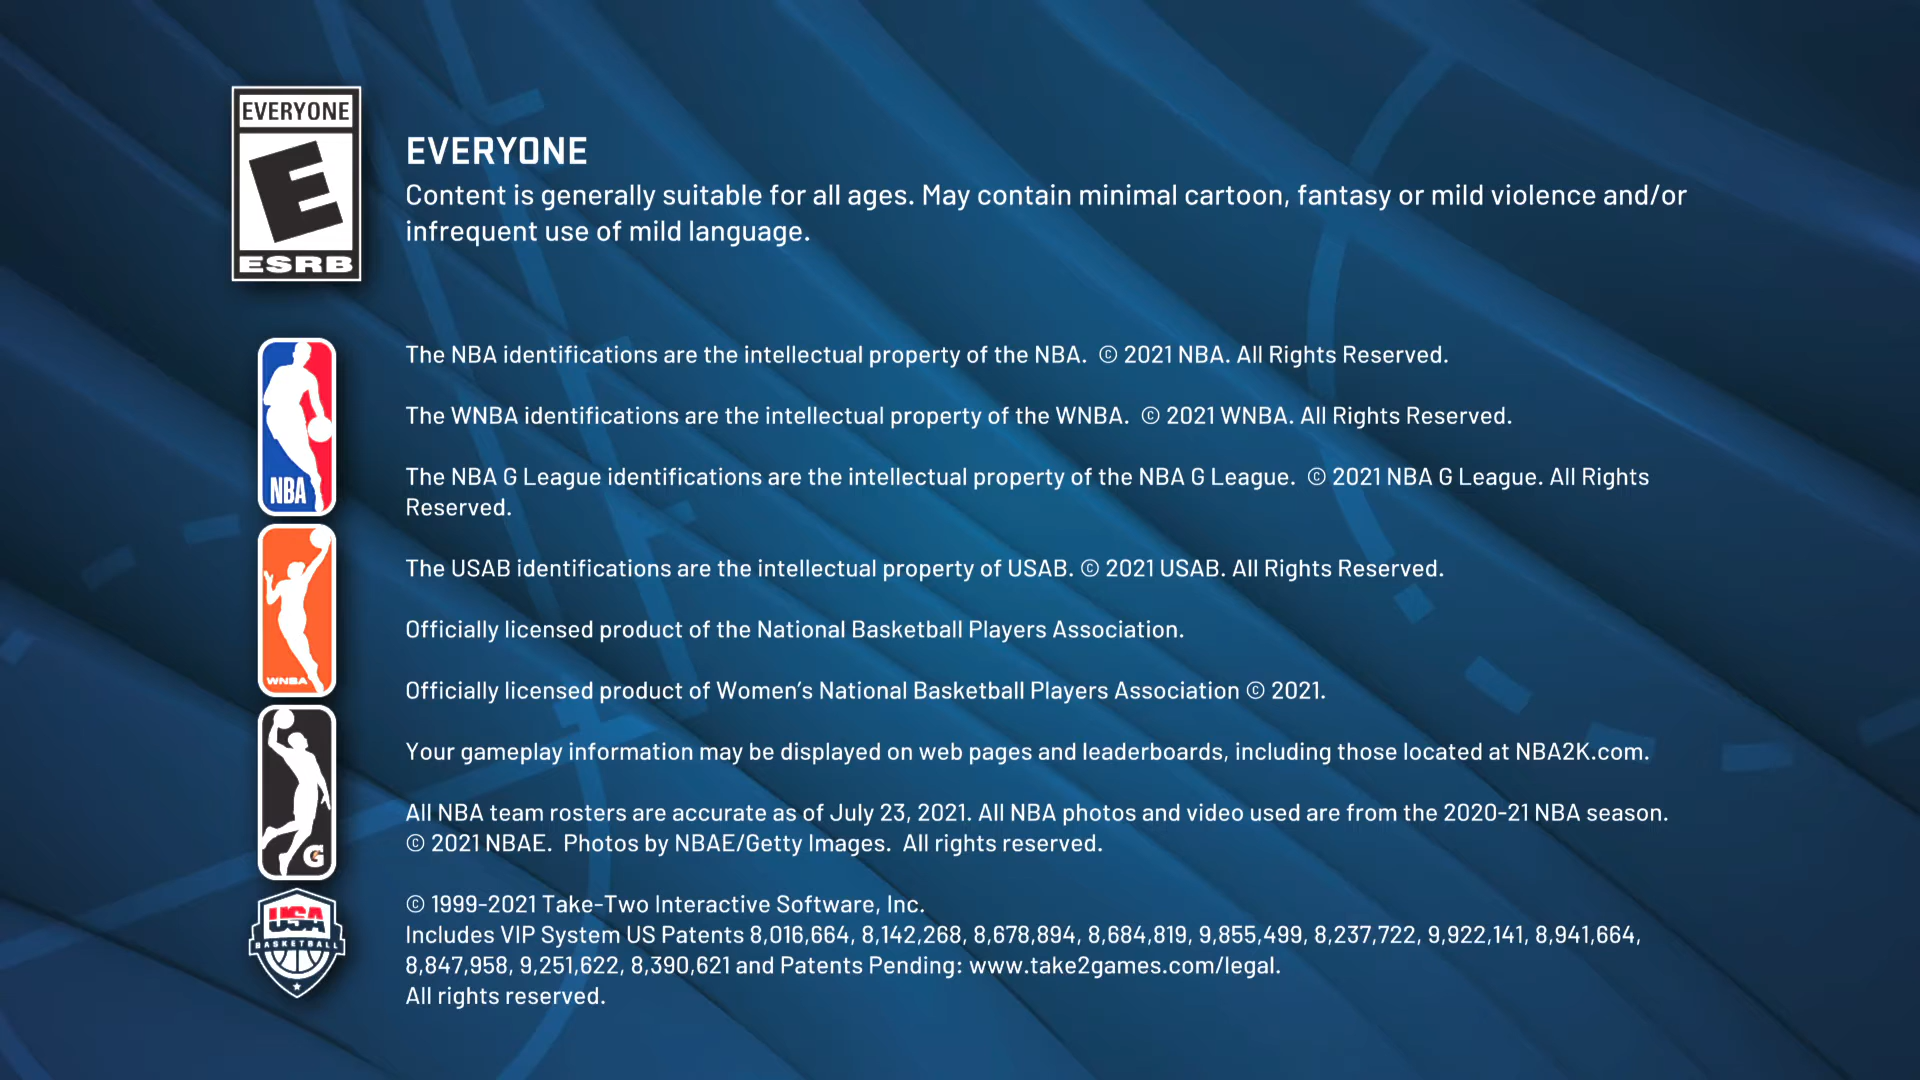 EVERYONE
E
ESRB
EVERYONE
Content is generally suitable for all ages. May contain minimal cartoon, fantasy or mild violence and/or
infrequent use of mild language.
NBA
WNBA
G
USA
BASKETBALL
The NBA identifications are the intellectual property of the NBA.  © 2021 NBA. All Rights Reserved.
The WNBA identifications are the intellectual property of the WNBA.  © 2021 WNBA. All Rights Reserved.
The NBA G League identifications are the intellectual property of the NBA G League.  © 2021 NBA G League. All Rights
Reserved.
The USAB identifications are the intellectual property of USAB. © 2021 USAB. All Rights Reserved.
Officially licensed product of the National Basketball Players Association.
Officially licensed product of Women’s National Basketball Players Association © 2021.
Your gameplay information may be displayed on web pages and leaderboards, including those located at NBA2K.com.
All NBA team rosters are accurate as of July 23, 2021. All NBA photos and video used are from the 2020-21 NBA season.
© 2021 NBAE.  Photos by NBAE/Getty Images.  All rights reserved.
© 1999-2021 Take-Two Interactive Software, Inc.
Includes VIP System US Patents 8,016,664, 8,142,268, 8,678,894, 8,684,819, 9,855,499, 8,237,722, 9,922,141, 8,941,664,
8,847,958, 9,251,622, 8,390,621 and Patents Pending: www.take2games.com/legal.
All rights reserved.